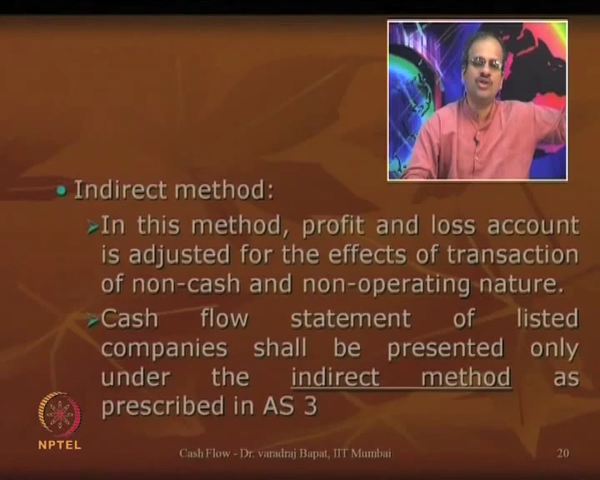 Indirect method:
In this method, profit and loss account
is adjusted for the effects of transaction
of non-cash and non-operating nature.
Cash flow statement of listed
companies shall be presented only
under the indirect method as
prescribed in AS 3
NPTEL
Cash Flow - Dr. varadraj Bapat, IIT Mumbai
20